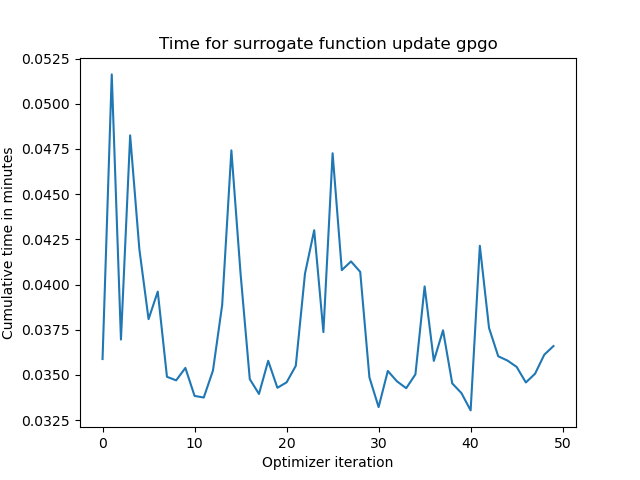 Time for surrogate function update gpgo
Cumulative time in minutes
0.0525
0.0500
0.0475
0.0450
0.0425
0.0400
0.0375
0.0350
0.0325
0 10 20 30 40 50
Optimizer iteration